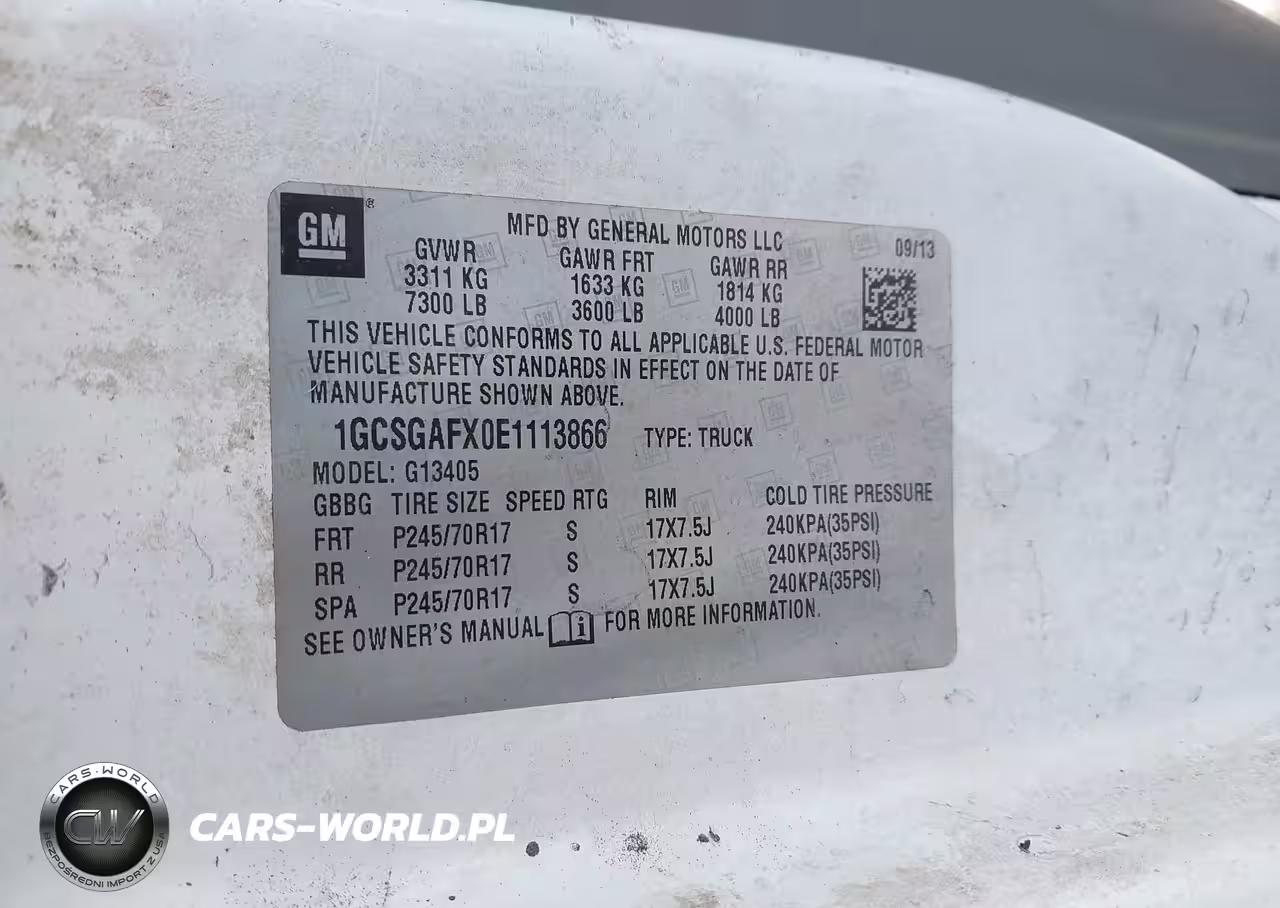 GM ®
MFD BY GENERAL MOTORS LLC 09/13
GVWR GAWR FRT GAWR RR
3311 KG 1633 KG 1814 KG
7300 LB 3600 LB 4000 LB
THIS VEHICLE CONFORMS TO ALL APPLICABLE U.S. FEDERAL MOTOR
VEHICLE SAFETY STANDARDS IN EFFECT ON THE DATE OF
MANUFACTURE SHOWN ABOVE.
1GCSGAFX0E1113866 TYPE: TRUCK
MODEL: G13405
GBBG TIRE SIZE SPEED RTG RIM COLD TIRE PRESSURE
FRT P245/70R17 S 17X7.5J 240KPA(35PSI)
RR P245/70R17 S 17X7.5J 240KPA(35PSI)
SPA P245/70R17 S 17X7.5J 240KPA(35PSI)
SEE OWNER'S MANUAL i FOR MORE INFORMATION.
CARS-WORLD
CW
BEZPOŚREDNI IMPORT Z USA
CARS-WORLD.PL